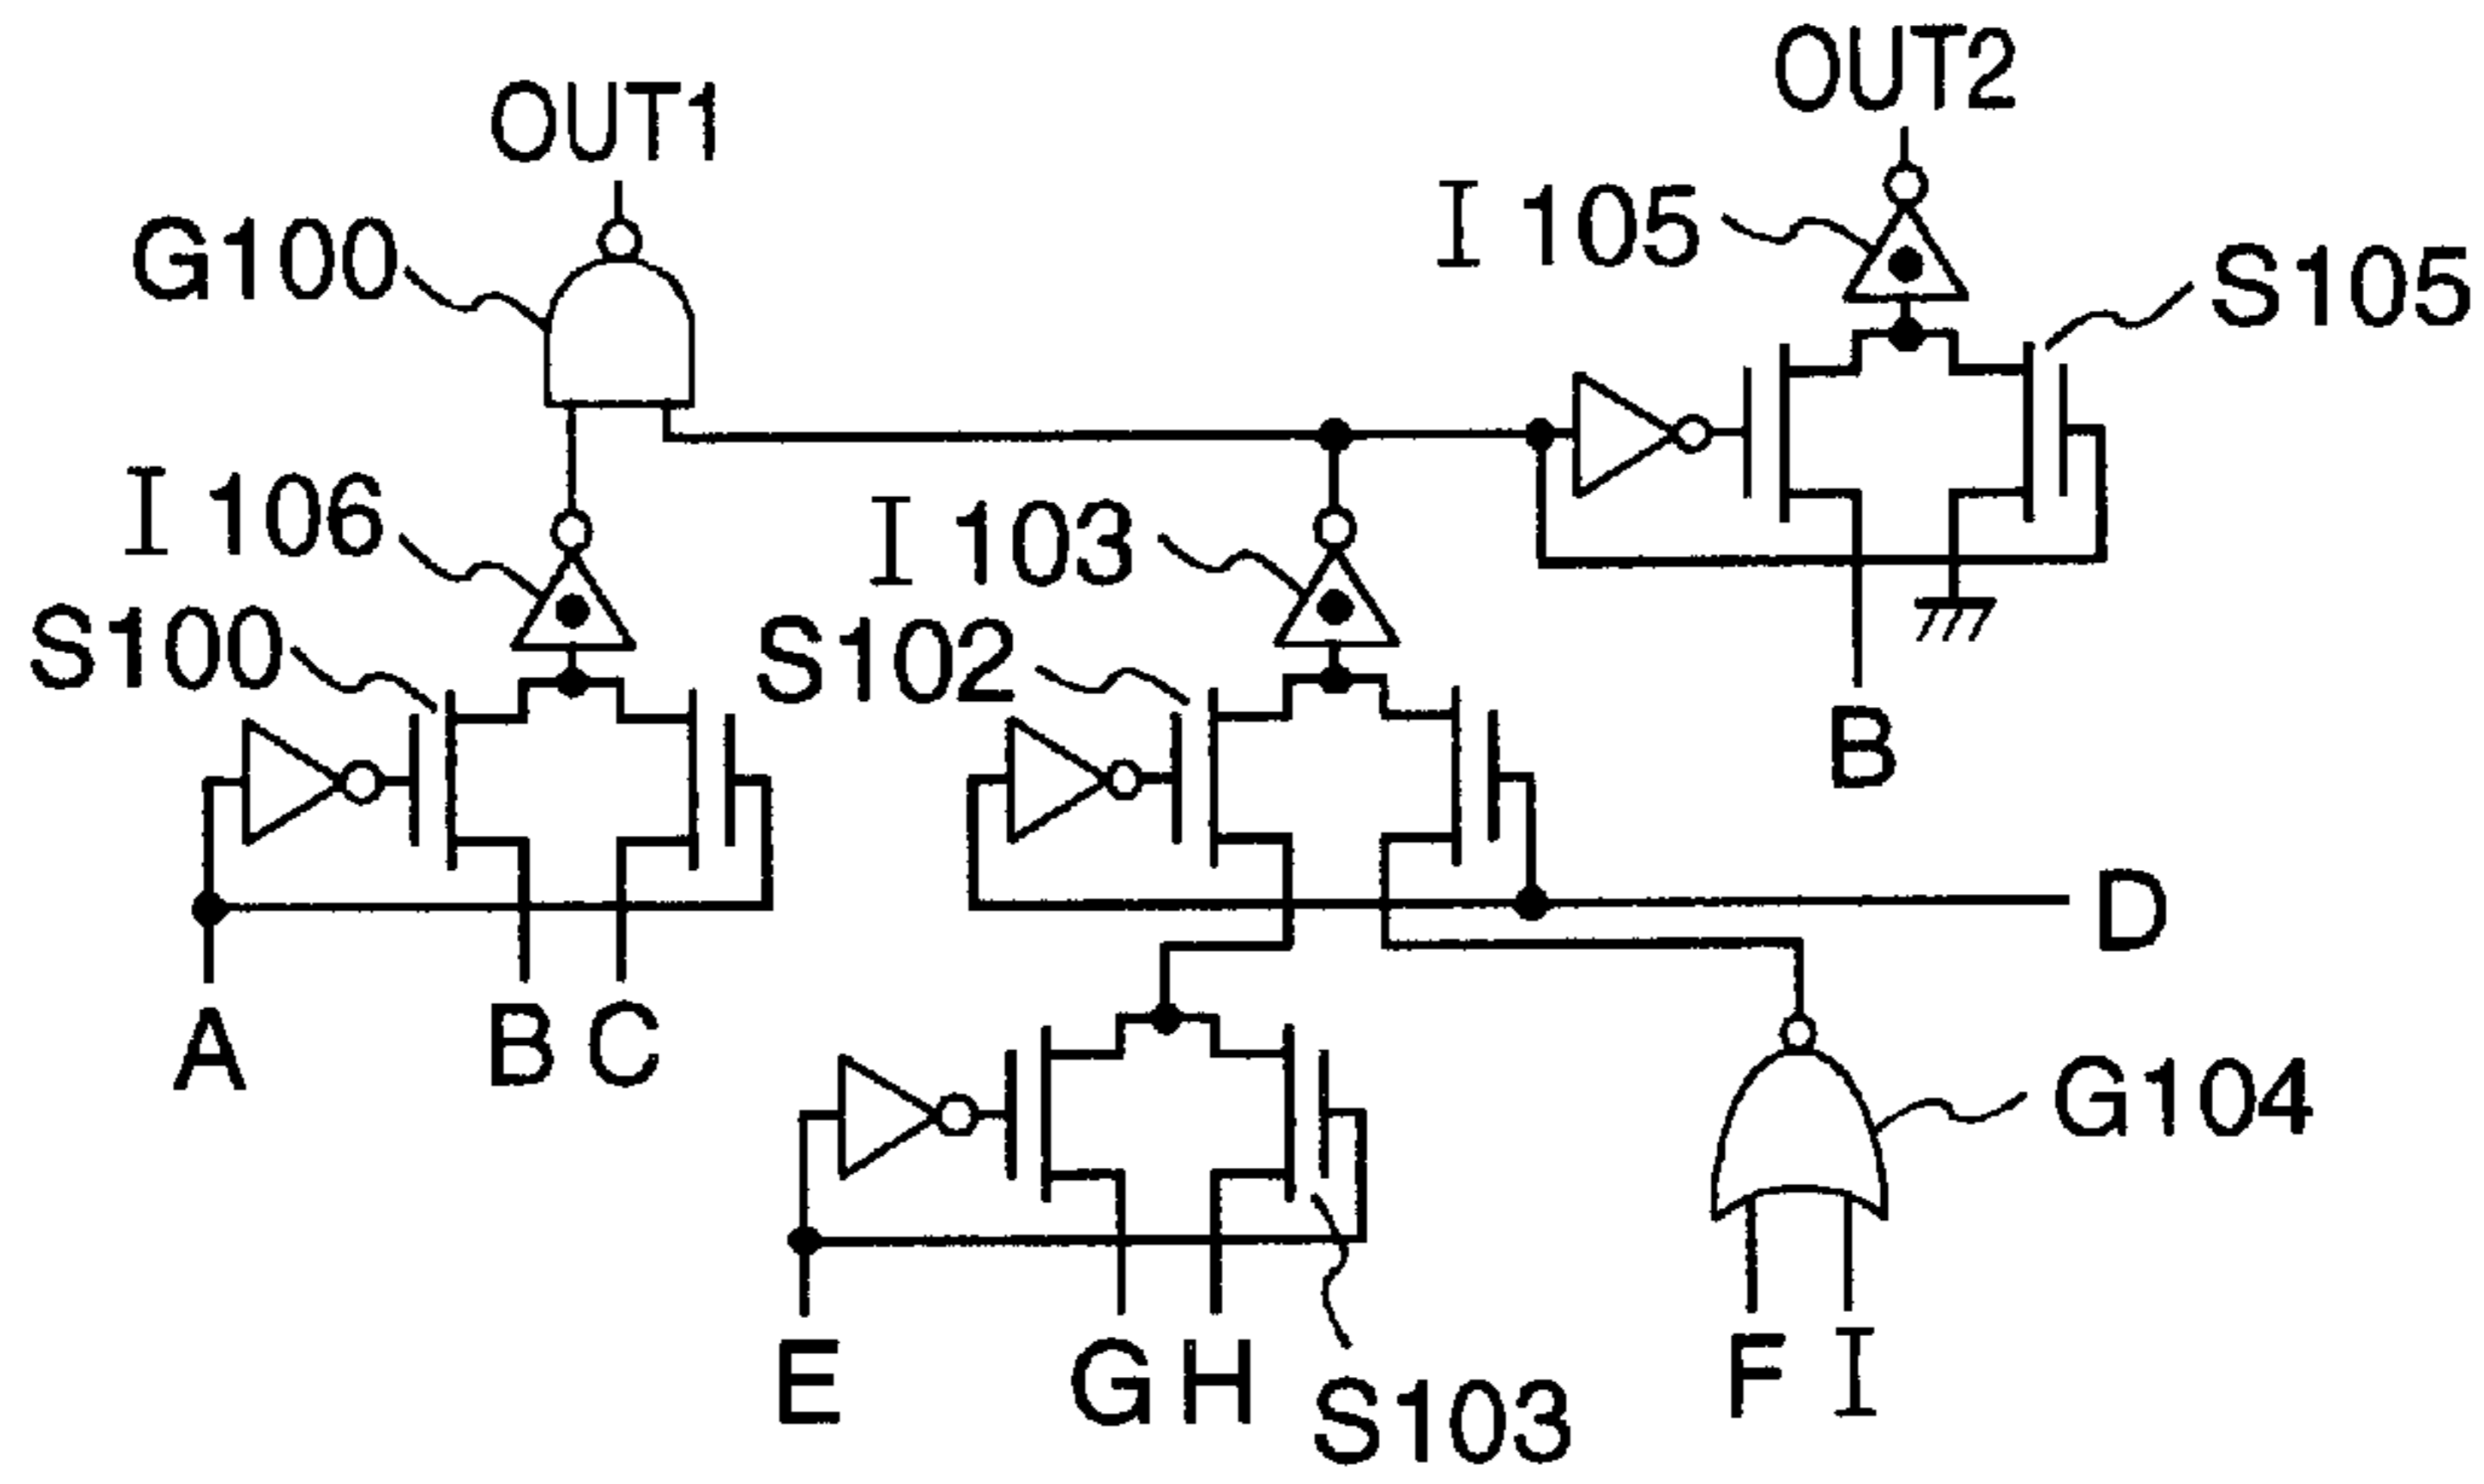 OUT1
OUT2
G100
I 105
S105
I 106
I 103
S100
S102
B
D
A
B
C
G104
E
G
H
S103
F
I